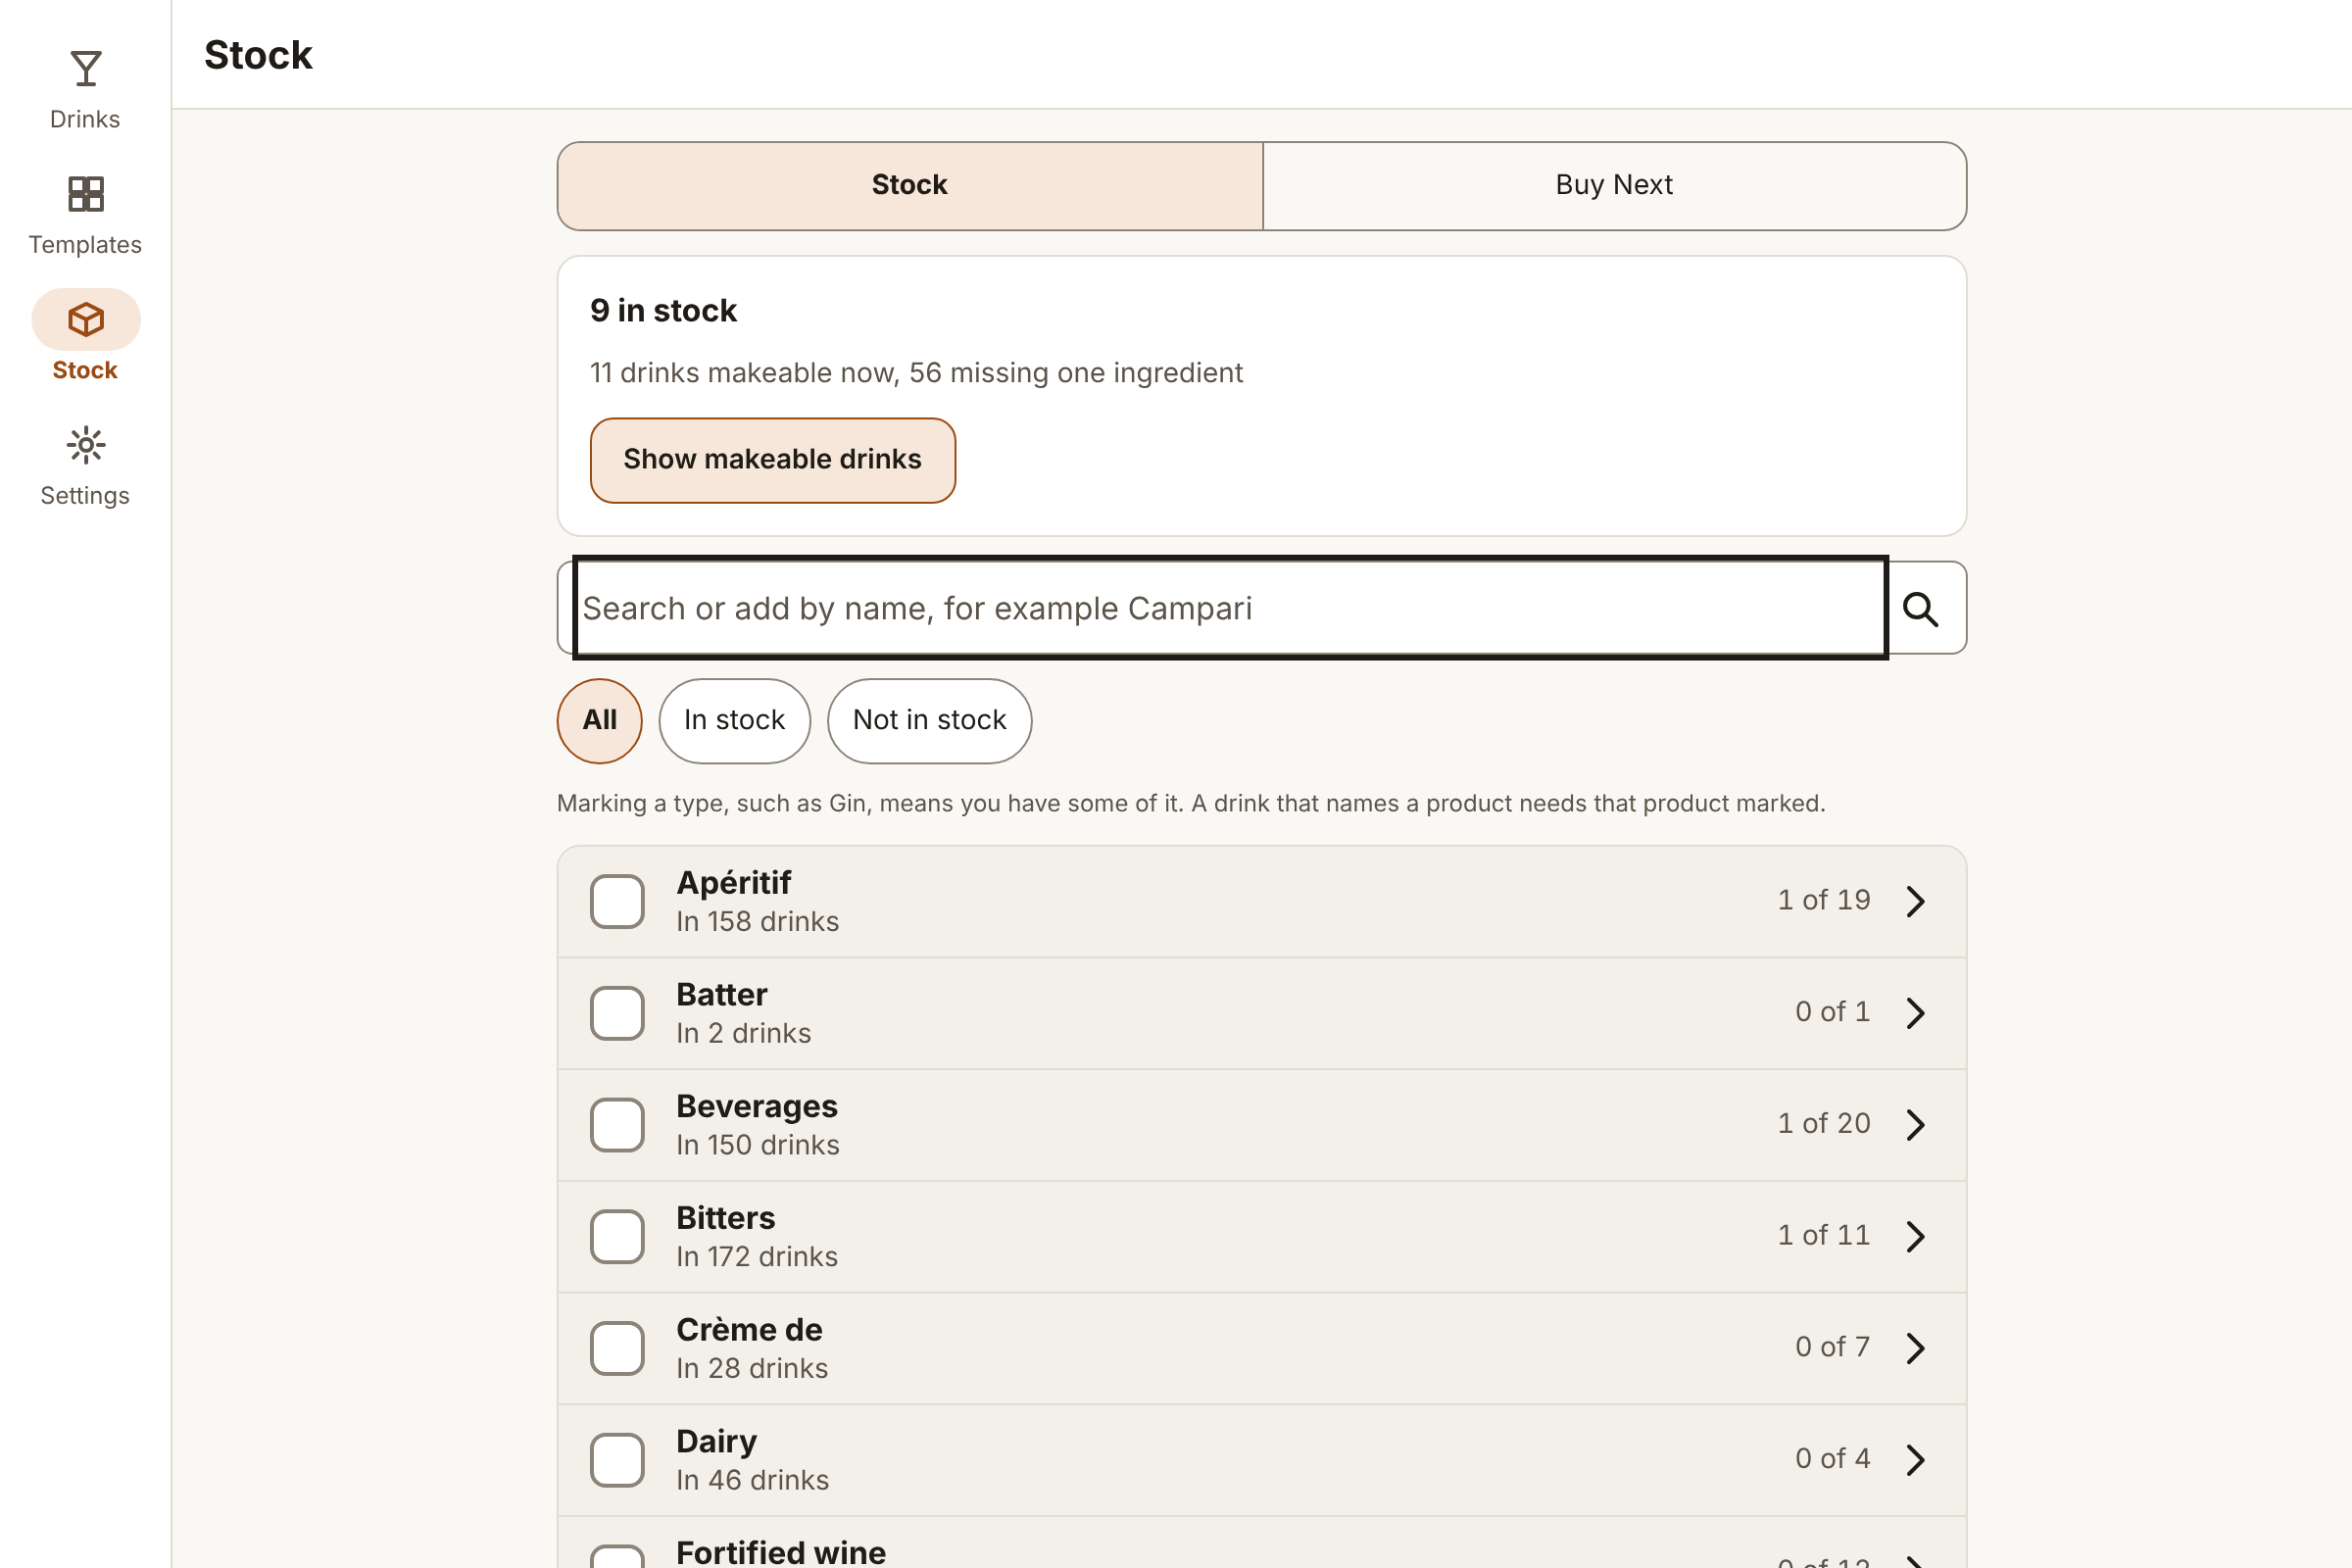 Stock
Drinks
Templates
Stock
Settings
Stock
Buy Next
9 in stock
11 drinks makeable now, 56 missing one ingredient
Show makeable drinks
Search or add by name, for example Campari
All
In stock
Not in stock
Marking a type, such as Gin, means you have some of it. A drink that names a product needs that product marked.
Apéritif
In 158 drinks
1 of 19
Batter
In 2 drinks
0 of 1
Beverages
In 150 drinks
1 of 20
Bitters
In 172 drinks
1 of 11
Crème de
In 28 drinks
0 of 7
Dairy
In 46 drinks
0 of 4
Fortified wine